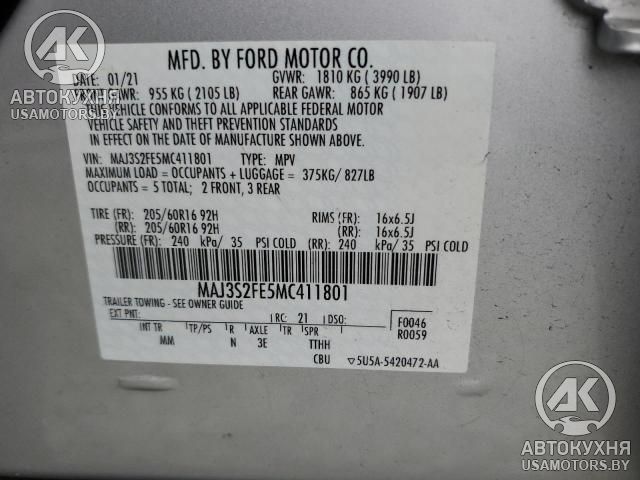 MFD. BY FORD MOTOR CO.
DATE: 01/21 GVWR: 1810 KG ( 3990 LB)
GAWR: 955 KG ( 2105 LB) REAR GAWR: 865 KG ( 1907 LB)
THIS VEHICLE CONFORMS TO ALL APPLICABLE FEDERAL MOTOR
VEHICLE SAFETY AND THEFT PREVENTION STANDARDS
IN EFFECT ON THE DATE OF MANUFACTURE SHOWN ABOVE.
VIN: MAJ3S2FE5MC411801 TYPE: MPV
MAXIMUM LOAD = OCCUPANTS + LUGGAGE = 375KG/ 827LB
OCCUPANTS = 5 TOTAL; 2 FRONT, 3 REAR
TIRE (FR): 205/60R16 92H RIMS (FR): 16x6.5J
(RR): 205/60R16 92H (RR): 16x6.5J
PRESSURE (FR): 240 kPa/ 35 PSI COLD (RR): 240 kPa/ 35 PSI COLD
MAJ3S2FE5MC411801
TRAILER TOWING - SEE OWNER GUIDE
EXT PNT: RC: 21 DSO: F0046
R0059
INT TR TP/PS R AXLE TR SPR
MM N 3E TTHH
CBU ▽5U5A-5420472-AA
АК
АВТОКУХНЯ
USAMOTORS.BY
АК
АВТОКУХНЯ
USAMOTORS.BY